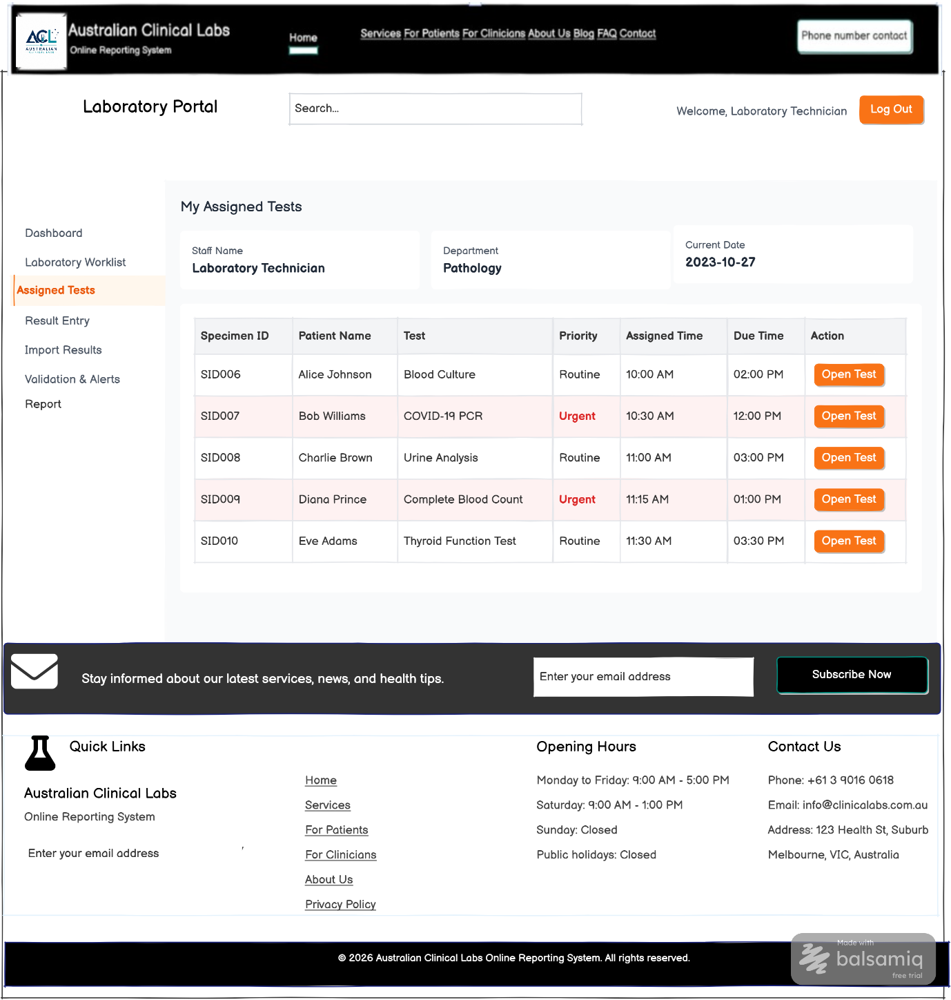 ACL
AUSTRALIAN
CLINICAL LABS
Australian Clinical Labs
Online Reporting System
Home
Services For Patients For Clinicians About Us Blog FAQ Contact
Phone number contact
Laboratory Portal
Search...
Welcome, Laboratory Technician
Log Out
Dashboard
Laboratory Worklist
Assigned Tests
Result Entry
Import Results
Validation & Alerts
Report
My Assigned Tests
Staff Name
Laboratory Technician
Department
Pathology
Current Date
2023-10-27
Specimen ID Patient Name Test Priority Assigned Time Due Time Action
SID006 Alice Johnson Blood Culture Routine 10:00 AM 02:00 PM Open Test
SID007 Bob Williams COVID-19 PCR Urgent 10:30 AM 12:00 PM Open Test
SID008 Charlie Brown Urine Analysis Routine 11:00 AM 03:00 PM Open Test
SID009 Diana Prince Complete Blood Count Urgent 11:15 AM 01:00 PM Open Test
SID010 Eve Adams Thyroid Function Test Routine 11:30 AM 03:30 PM Open Test
Stay informed about our latest services, news, and health tips.
Enter your email address
Subscribe Now
Quick Links
Australian Clinical Labs
Online Reporting System
Enter your email address
Home
Services
For Patients
For Clinicians
About Us
Privacy Policy
Opening Hours
Monday to Friday: 9:00 AM - 5:00 PM
Saturday: 9:00 AM - 1:00 PM
Sunday: Closed
Public holidays: Closed
Contact Us
Phone: +61 3 9016 0618
Email: info@clinicalabs.com.au
Address: 123 Health St, Suburb
Melbourne, VIC, Australia
© 2026 Australian Clinical Labs Online Reporting System. All rights reserved.
Made with
balsamiq
free trial